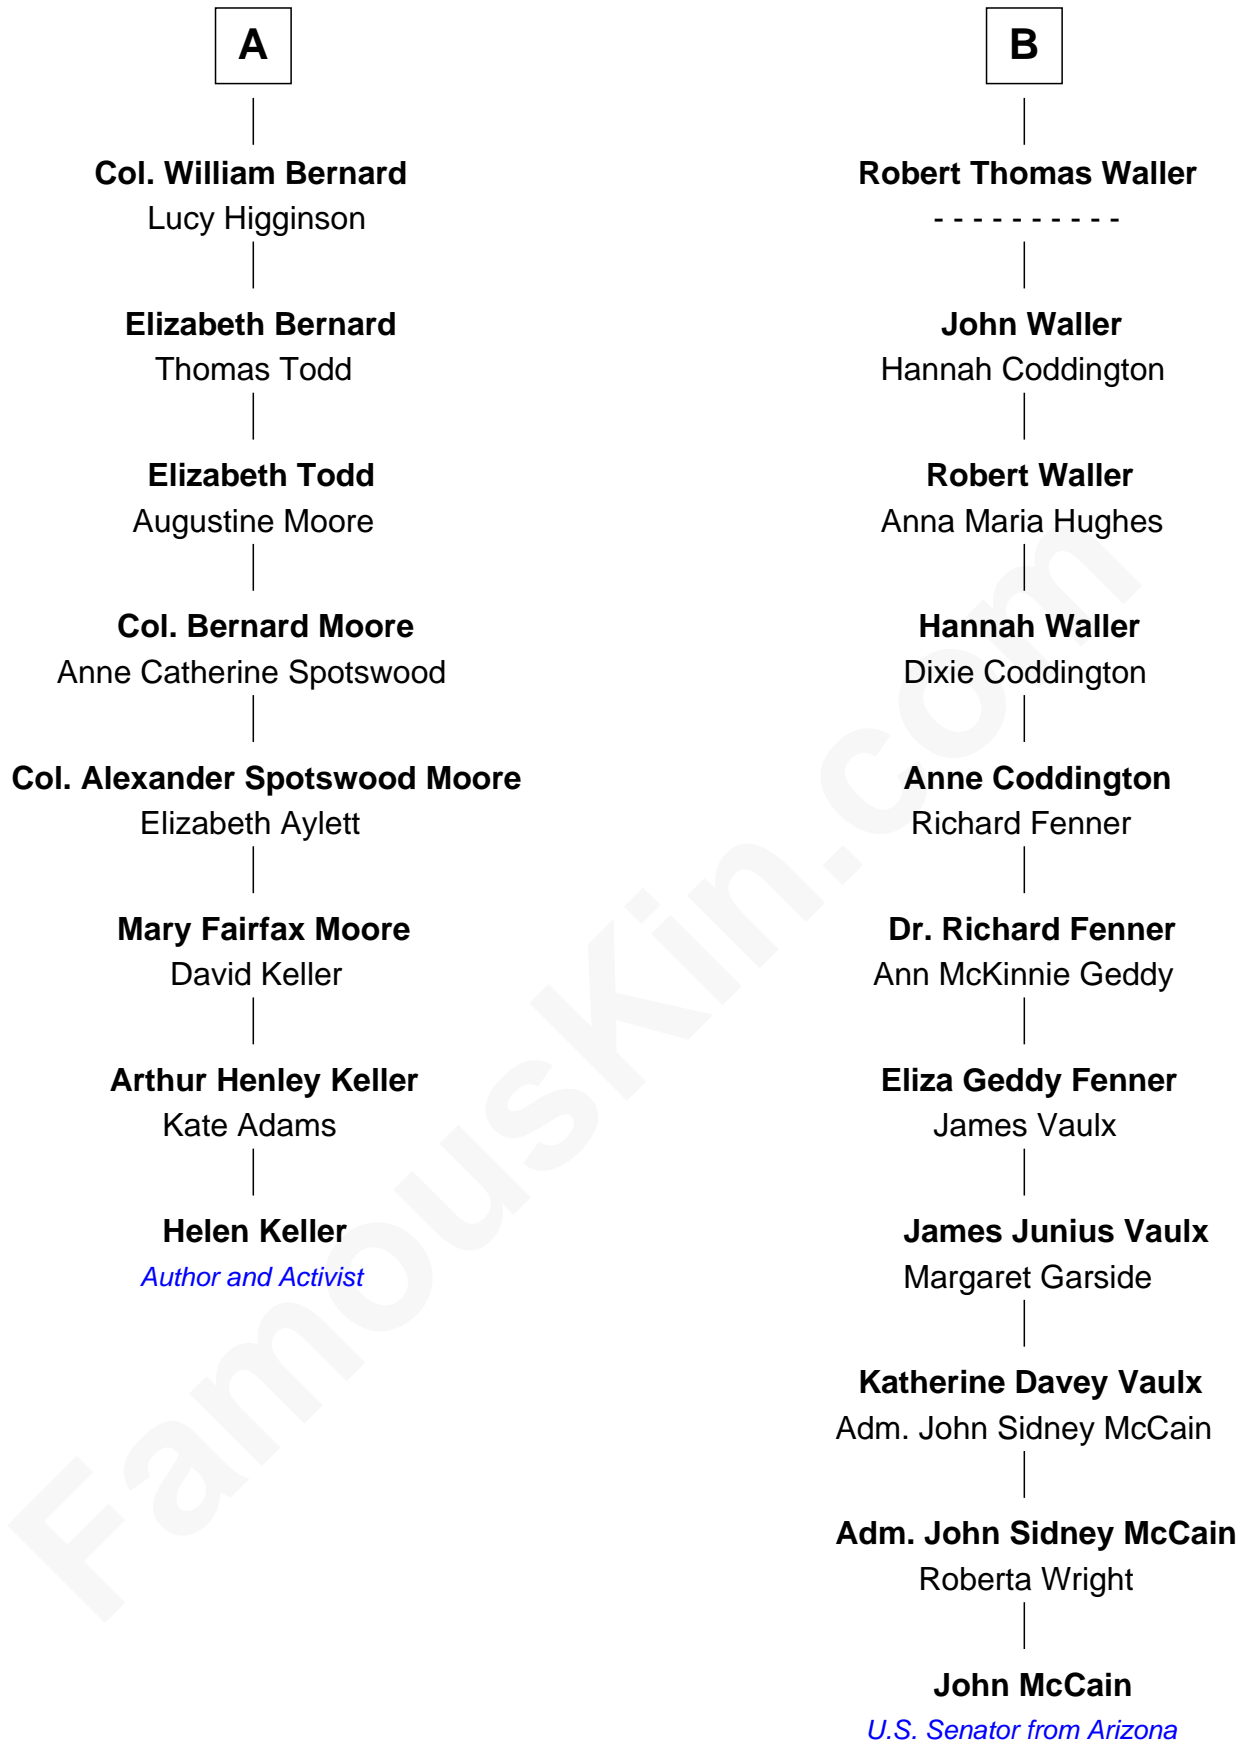 A
Col. William Bernard
Lucy Higginson
Elizabeth Bernard
Thomas Todd
Elizabeth Todd
Augustine Moore
Col. Bernard Moore
Anne Catherine Spotswood
Col. Alexander Spotswood Moore
Elizabeth Aylett
Mary Fairfax Moore
David Keller
Arthur Henley Keller
Kate Adams
Helen Keller
Author and Activist
B
Robert Thomas Waller
- - - - - - - - - -
John Waller
Hannah Coddington
Robert Waller
Anna Maria Hughes
Hannah Waller
Dixie Coddington
Anne Coddington
Richard Fenner
Dr. Richard Fenner
Ann McKinnie Geddy
Eliza Geddy Fenner
James Vaulx
James Junius Vaulx
Margaret Garside
Katherine Davey Vaulx
Adm. John Sidney McCain
Adm. John Sidney McCain
Roberta Wright
John McCain
U.S. Senator from Arizona
FamousKin.com